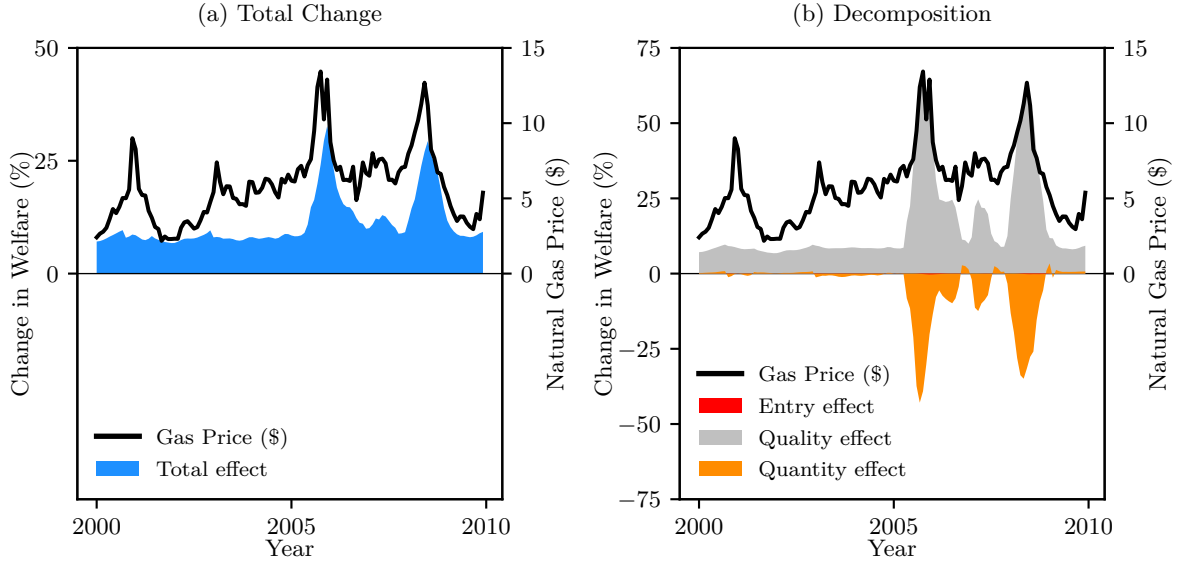 (a) Total Change
50
25
0
Change in Welfare (%)
15
10
5
0
Natural Gas Price ($)
Gas Price ($)
Total effect
2000
2005
2010
Year
(b) Decomposition
75
50
25
0
−25
−50
−75
Change in Welfare (%)
15
10
5
0
Natural Gas Price ($)
Gas Price ($)
Entry effect
Quality effect
Quantity effect
2000
2005
2010
Year